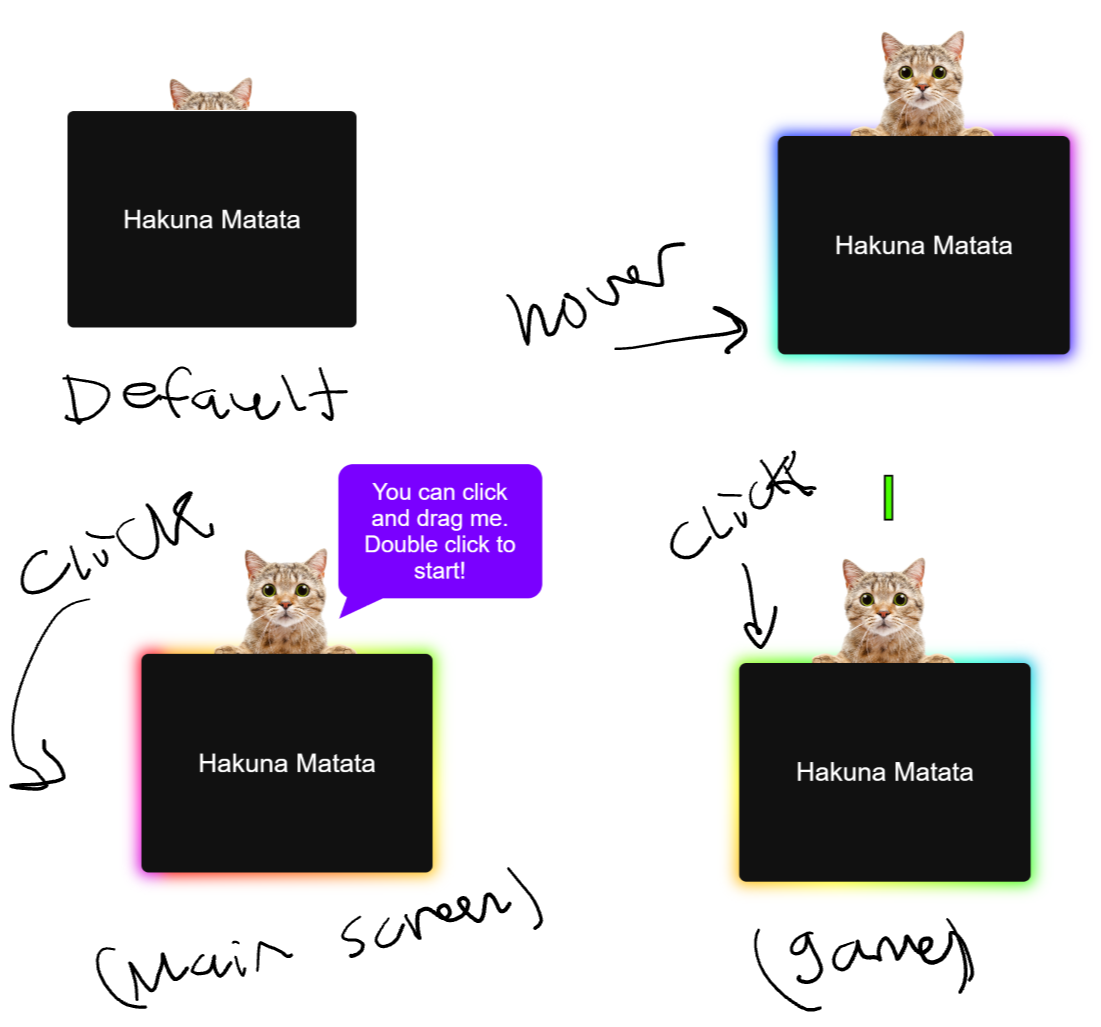 Hakuna Matata
Default
hover
Hakuna Matata
click
You can click
and drag me.
Double click to
start!
Hakuna Matata
(Main screen)
click
Hakuna Matata
(game)